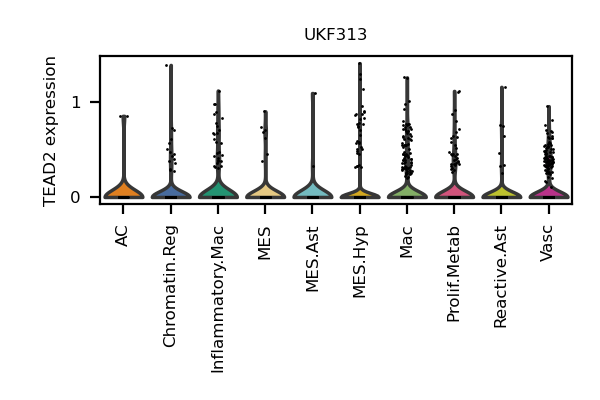 UKF313
TEAD2 expression
1
0
AC
Chromatin.Reg
Inflammatory.Mac
MES
MES.Ast
MES.Hyp
Mac
Prolif.Metab
Reactive.Ast
Vasc